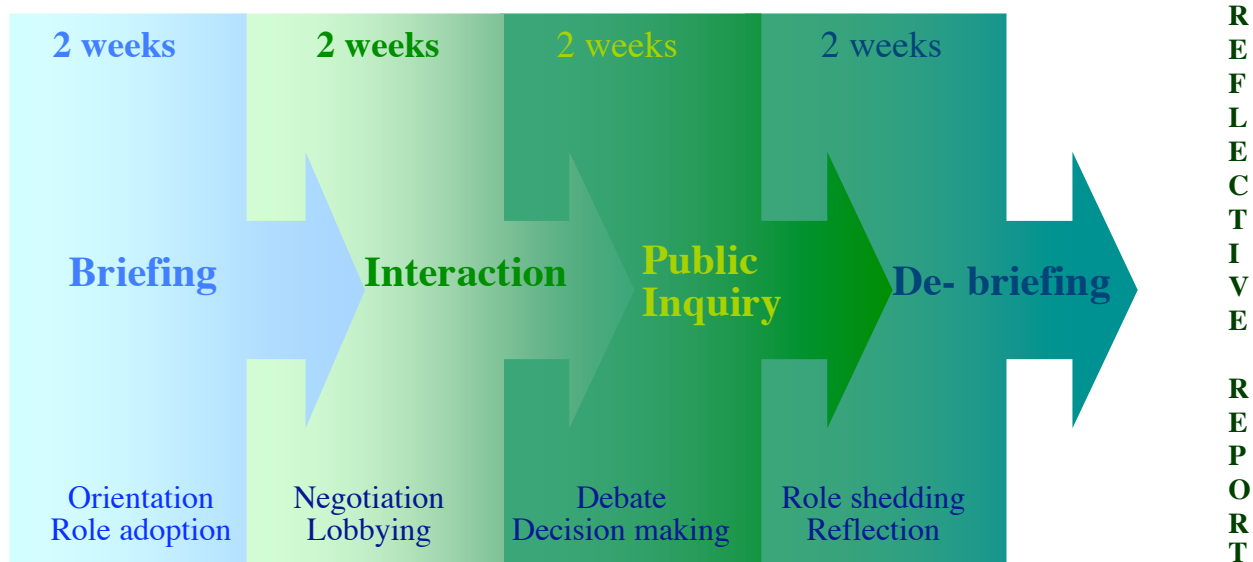 2 weeks
2 weeks
2 weeks
2 weeks
Briefing
Interaction
Public
Inquiry
De- briefing
Orientation
Role adoption
Negotiation
Lobbying
Debate
Decision making
Role shedding
Reflection
R
E
F
L
E
C
T
I
V
E
R
E
P
O
R
T